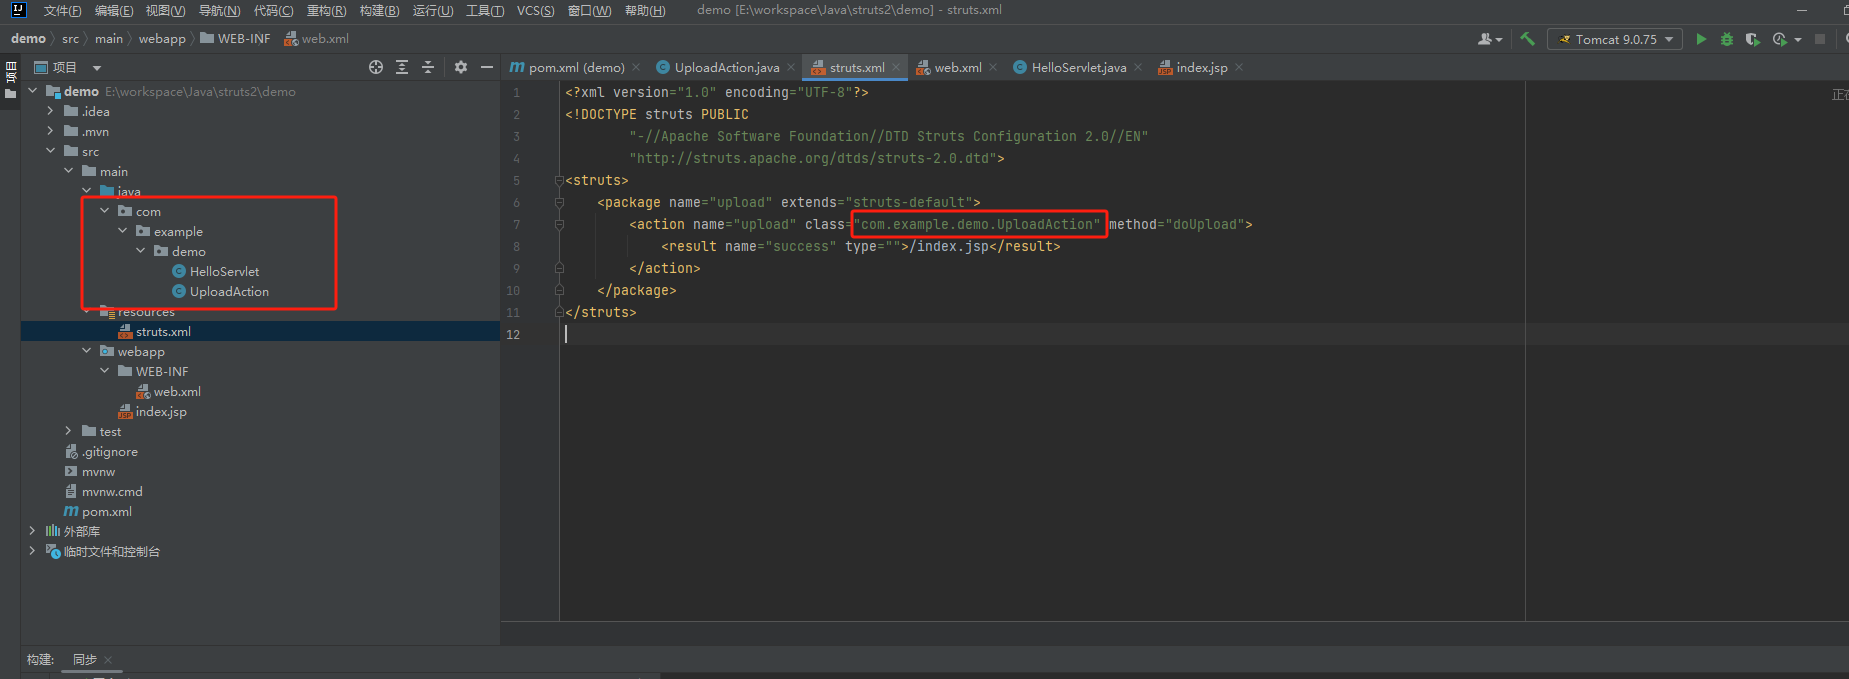 IJ 文件(F) 编辑(E) 视图(V) 导航(N) 代码(C) 重构(R) 构建(B) 运行(U) 工具(T) VCS(S) 窗口(W) 帮助(H) demo [E:\workspace\Java\struts2\demo] - struts.xml
demo src main webapp WEB-INF web.xml Tomcat 9.0.75
项目
项目 pom.xml (demo) UploadAction.java struts.xml web.xml HelloServlet.java index.jsp
demo E:\workspace\Java\struts2\demo
.idea
.mvn
src
main
java
com
example
demo
HelloServlet
UploadAction
resources
struts.xml
webapp
WEB-INF
web.xml
index.jsp
test
.gitignore
mvnw
mvnw.cmd
pom.xml
外部库
临时文件和控制台
1 <?xml version="1.0" encoding="UTF-8"?>
2 <!DOCTYPE struts PUBLIC
3 "-//Apache Software Foundation//DTD Struts Configuration 2.0//EN"
4 "http://struts.apache.org/dtds/struts-2.0.dtd">
5 <struts>
6 <package name="upload" extends="struts-default">
7 <action name="upload" class="com.example.demo.UploadAction" method="doUpload">
8 <result name="success" type="">/index.jsp</result>
9 </action>
10 </package>
11 </struts>
12
正在
构建: 同步